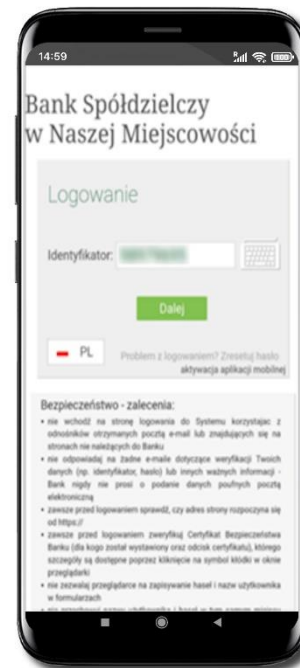 14:59
Bank Spółdzielczy
w Naszej Miejscowości
Logowanie
Identyfikator:
Dalej
PL
Problem z logowaniem? Zresetuj hasło
aktywacja aplikacji mobilnej
Bezpieczeństwo - zalecenia:
• nie wchodź na stronę logowania do Systemu korzystając z
odnośników otrzymanych pocztą e-mail lub znajdujących się na
stronach nie należących do Banku
• nie odpowiadaj na żadne e-maile dotyczące weryfikacji Twoich
danych (np. identyfikator, hasło) lub innych ważnych informacji -
Bank nigdy nie prosi o podanie danych poufnych pocztą
elektroniczną
• zawsze przed logowaniem sprawdź, czy adres strony rozpoczyna się
od https://
• zawsze przed logowaniem zweryfikuj Certyfikat Bezpieczeństwa
Banku (dla kogo został wystawiony oraz odcisk certyfikatu), którego
szczegóły są dostępne poprzez kliknięcie na symbol kłódki w oknie
przeglądarki
• nie zezwalaj przeglądarce na zapisywanie haseł i nazw użytkownika
w formularzach